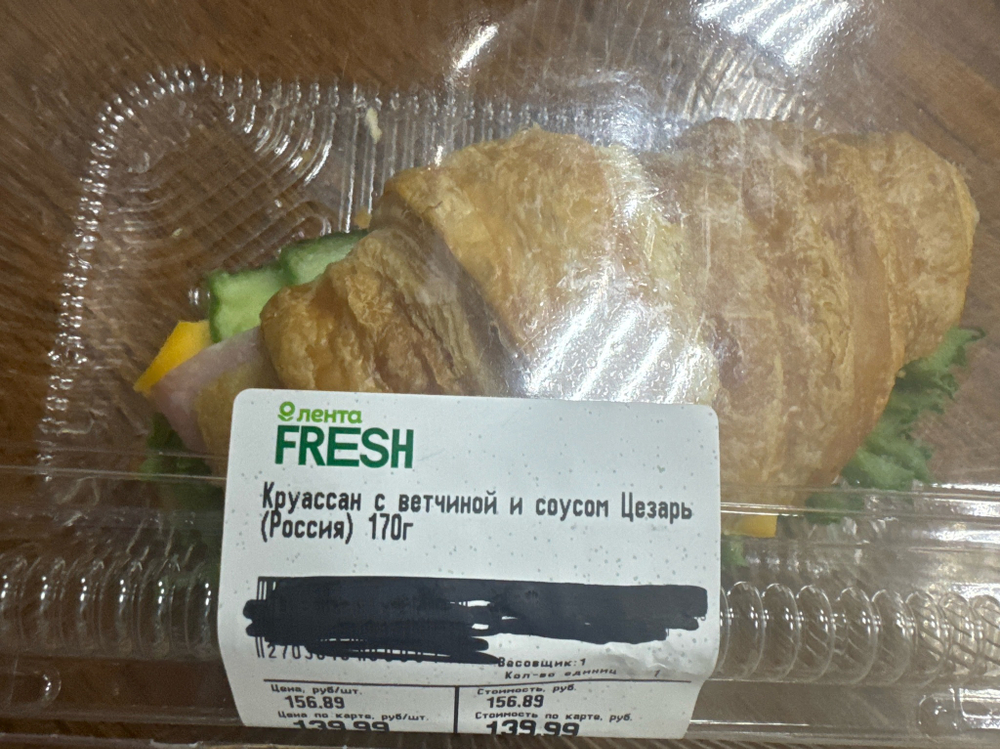 лента
FRESH
Круассан с ветчиной и соусом Цезарь
(Россия) 170г
Весовщик:1
Кол-во единиц 1
Цена, руб/шт.
156.89
Цена по карте, руб/шт.
139.99
Стоимость, руб.
156.89
Стоимость по карте, руб.
139.99